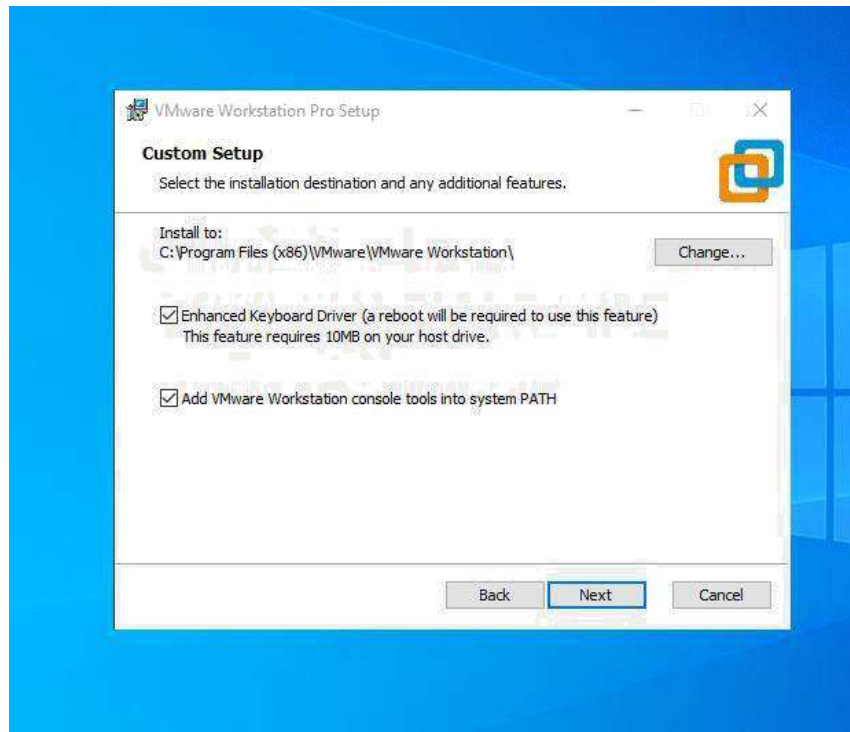 VMware Workstation Pro Setup
Custom Setup
Select the installation destination and any additional features.
Install to:
C:\Program Files (x86)\VMware\VMware Workstation\
Change...
Enhanced Keyboard Driver (a reboot will be required to use this feature)
This feature requires 10MB on your host drive.
Add VMware Workstation console tools into system PATH
Back
Next
Cancel